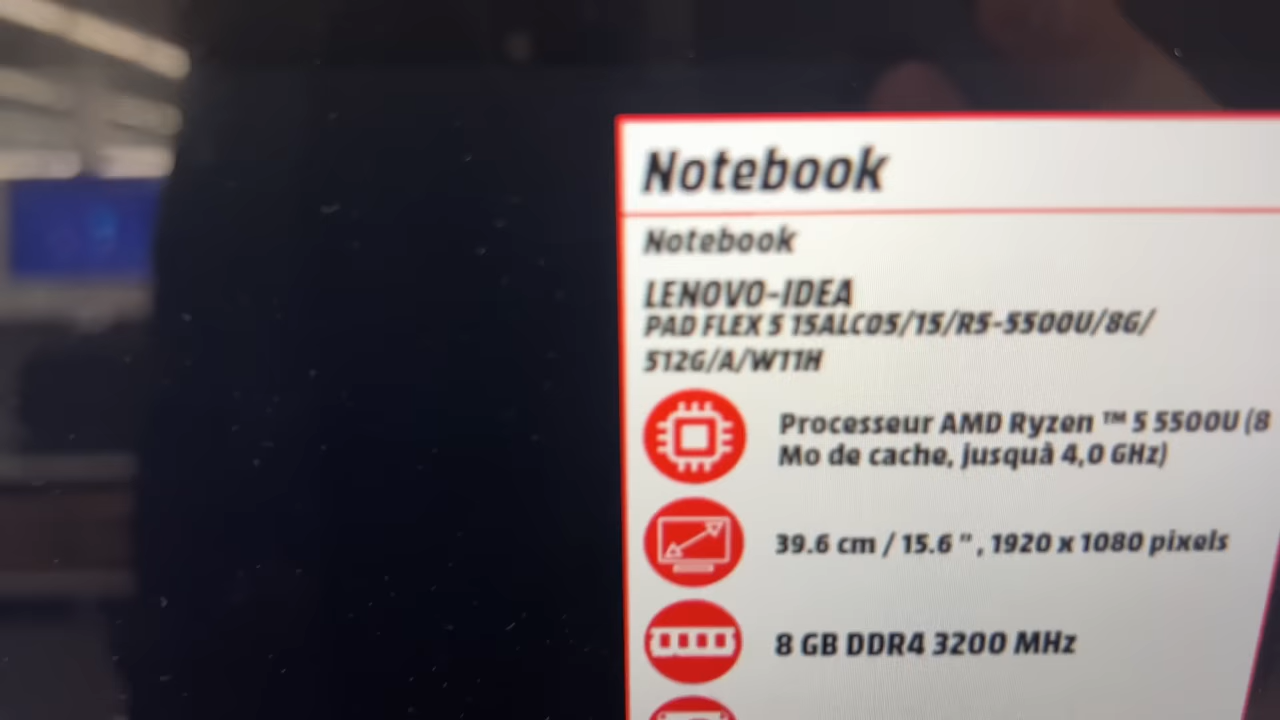 Notebook
Notebook
LENOVO-IDEA
PAD FLEX 5 15ALC05/15/R5-5500U/8G/
512G/A/W11H
Processeur AMD Ryzen ™ 5 5500U (8
Mo de cache, jusquà 4,0 GHz)
39.6 cm / 15.6 ", 1920 x 1080 pixels
8 GB DDR4 3200 MHz